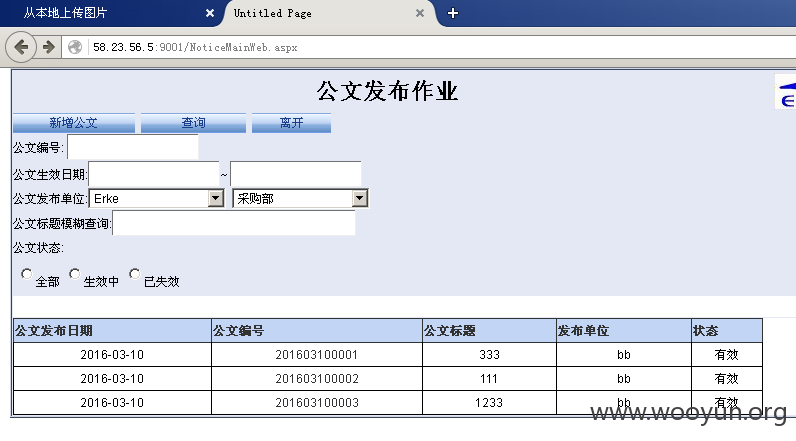 从本地上传图片 × Untitled Page × +
58.23.56.5:9001/NoticeMainWeb.aspx
公文发布作业
E
新增公文 查询 离开
公文编号:
公文生效日期: ~
公文发布单位: Erke 采购部
公文标题模糊查询:
公文状态:
全部 生效中 已失效
公文发布日期 公文编号 公文标题 发布单位 状态
2016-03-10 201603100001 333 bb 有效
2016-03-10 201603100002 111 bb 有效
2016-03-10 201603100003 1233 bb 有效
www.wooyun.org